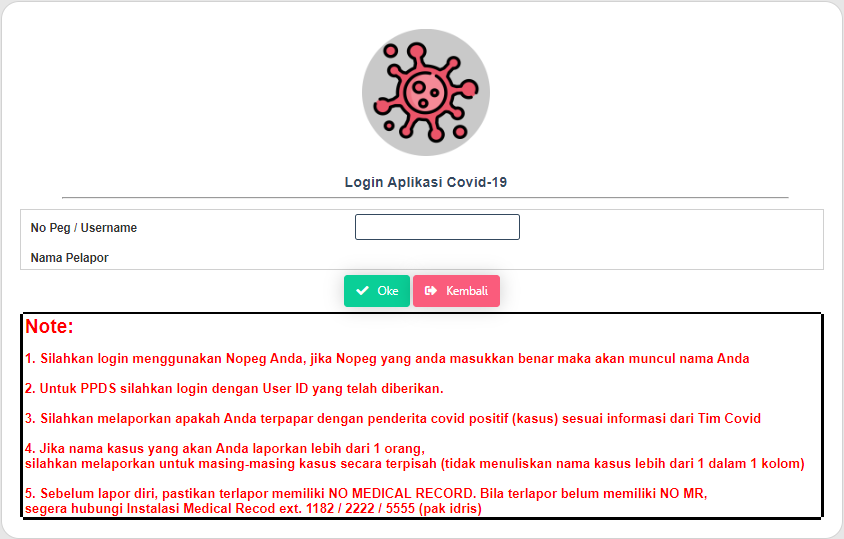 Login Aplikasi Covid-19
No Peg / Username
Nama Pelapor
Oke Kembali
Note:
1. Silahkan login menggunakan Nopeg Anda, jika Nopeg yang anda masukkan benar maka akan muncul nama Anda
2. Untuk PPDS silahkan login dengan User ID yang telah diberikan.
3. Silahkan melaporkan apakah Anda terpapar dengan penderita covid positif (kasus) sesuai informasi dari Tim Covid
4. Jika nama kasus yang akan Anda laporkan lebih dari 1 orang,
silahkan melaporkan untuk masing-masing kasus secara terpisah (tidak menuliskan nama kasus lebih dari 1 dalam 1 kolom)
5. Sebelum lapor diri, pastikan terlapor memiliki NO MEDICAL RECORD. Bila terlapor belum memiliki NO MR,
segera hubungi Instalasi Medical Recod ext. 1182 / 2222 / 5555 (pak idris)